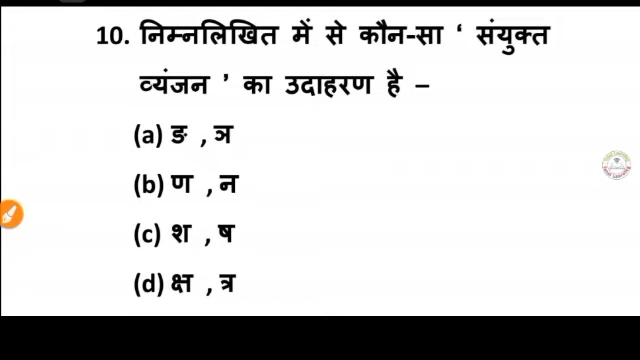 10. निम्नलिखित में से कौन-सा ‘ संयुक्त
व्यंजन ’ का उदाहरण है –
(a) ङ , ञ
(b) ण , न
(c) श , ष
(d) क्ष , त्र